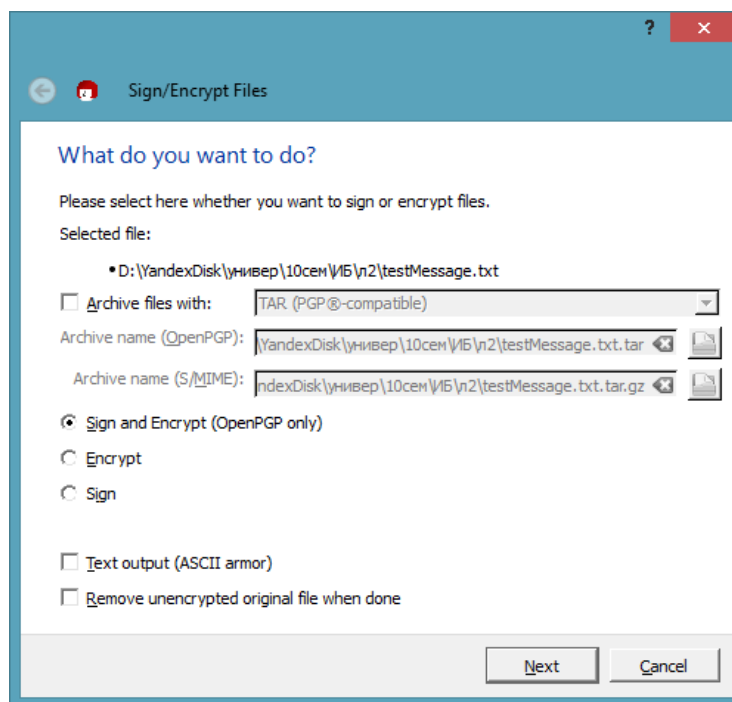 ?
Sign/Encrypt Files
What do you want to do?
Please select here whether you want to sign or encrypt files.
Selected file:
•D:\YandexDisk\универ\10сем\ИБ\л2\testMessage.txt
Archive files with: TAR (PGP®-compatible)
Archive name (OpenPGP): \YandexDisk\универ\10сем\ИБ\л2\testMessage.txt.tar
Archive name (S/MIME): ndexDisk\универ\10сем\ИБ\л2\testMessage.txt.tar.gz
Sign and Encrypt (OpenPGP only)
Encrypt
Sign
Text output (ASCII armor)
Remove unencrypted original file when done
Next Cancel